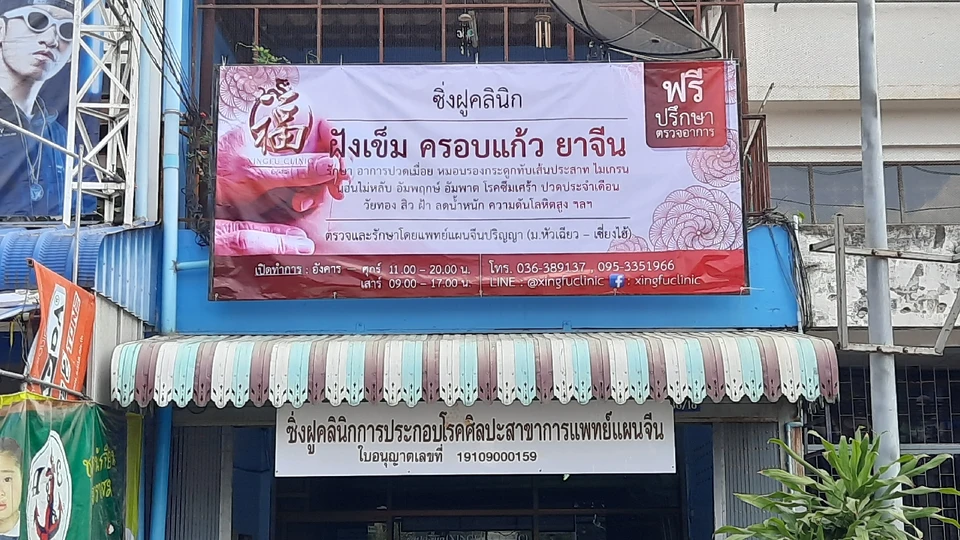 ซิ่งฝูคลินิก
ฟรี
ปรึกษา
ตรวจอาการ
XINGFU CLINIC
ฝังเข็ม ครอบแก้ว ยาจีน
รักษา อาการปวดเมื่อย หมอนรองกระดูกทับเส้นประสาท ไมเกรน
นอนไม่หลับ อัมพฤกษ์ อัมพาต โรคซึมเศร้า ปวดประจำเดือน
วัยทอง สิว ฝ้า ลดน้ำหนัก ความดันโลหิตสูง ฯลฯ
ตรวจและรักษาโดยแพทย์แผนจีนปริญญา (ม.หัวเฉียว – เซี่ยงไฮ้)
เปิดทำการ : อังคาร – ศุกร์ 11.00 – 20.00 น.
เสาร์ 09.00 – 17.00 น.
โทร. 036-389137 , 095-3351966
LINE : @xingfuclinic f : xingfuclinic
ซิ่งฝูคลินิกการประกอบโรคศิลปะสาขาการแพทย์แผนจีน
ใบอนุญาตเลขที่ 19109000159